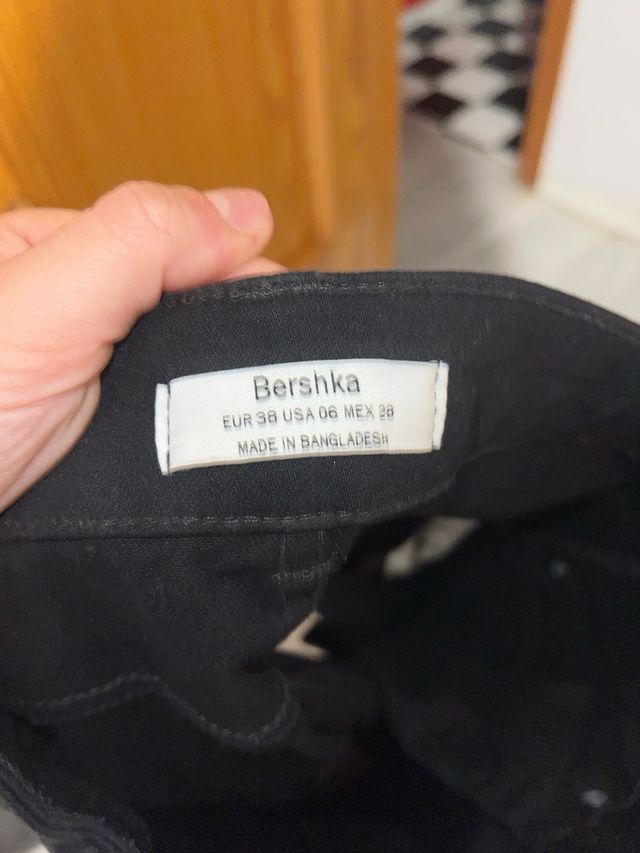 Bershka
EUR 38 USA 06 MEX 28
MADE IN BANGLADESH